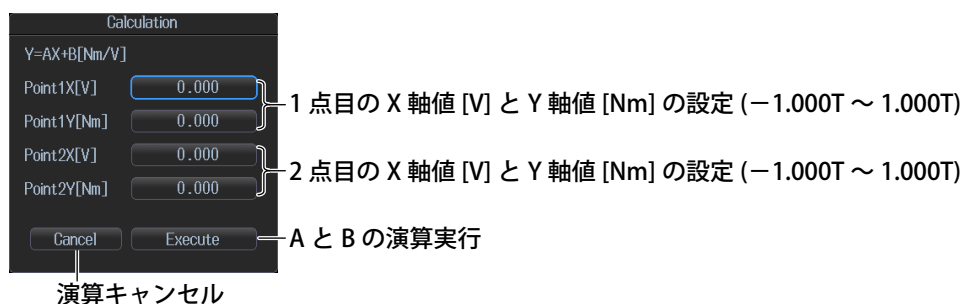 Calculation
Y=AX+B[Nm/V]
Point1X[V] 0.000
Point1Y[Nm] 0.000
1 点目の X 軸値 [V] と Y 軸値 [Nm] の設定 (−1.000T ～ 1.000T)
Point2X[V] 0.000
Point2Y[Nm] 0.000
2 点目の X 軸値 [V] と Y 軸値 [Nm] の設定 (−1.000T ～ 1.000T)
Cancel Execute
A と B の演算実行
演算キャンセル